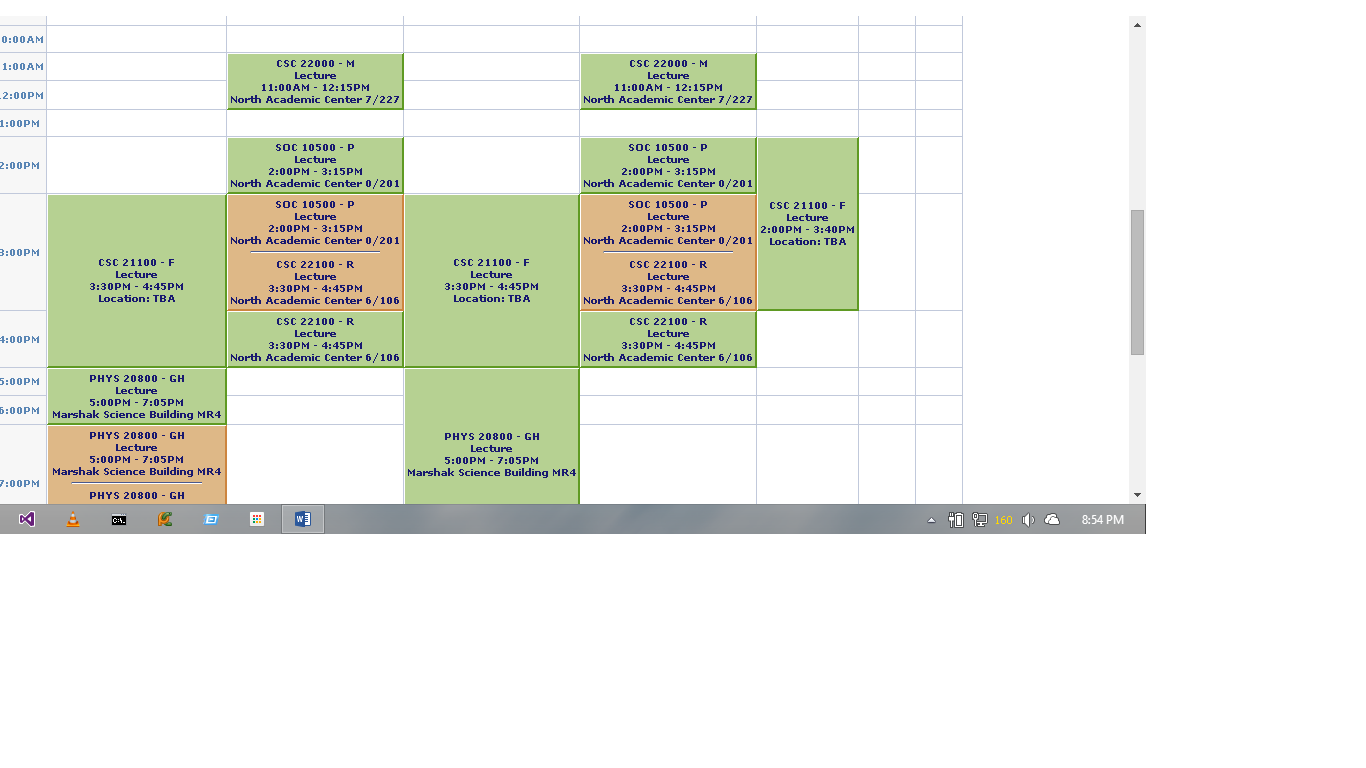 0:00AM
1:00AM
2:00PM
1:00PM
2:00PM
3:00PM
4:00PM
5:00PM
6:00PM
7:00PM
CSC 21100 - F
Lecture
3:30PM - 4:45PM
Location: TBA
PHYS 20800 - GH
Lecture
5:00PM - 7:05PM
Marshak Science Building MR4
PHYS 20800 - GH
Lecture
5:00PM - 7:05PM
Marshak Science Building MR4
PHYS 20800 - GH
CSC 22000 - M
Lecture
11:00AM - 12:15PM
North Academic Center 7/227
SOC 10500 - P
Lecture
2:00PM - 3:15PM
North Academic Center 0/201
SOC 10500 - P
Lecture
2:00PM - 3:15PM
North Academic Center 0/201
CSC 22100 - R
Lecture
3:30PM - 4:45PM
North Academic Center 6/106
CSC 22100 - R
Lecture
3:30PM - 4:45PM
North Academic Center 6/106
CSC 21100 - F
Lecture
3:30PM - 4:45PM
Location: TBA
PHYS 20800 - GH
Lecture
5:00PM - 7:05PM
Marshak Science Building MR4
CSC 22000 - M
Lecture
11:00AM - 12:15PM
North Academic Center 7/227
SOC 10500 - P
Lecture
2:00PM - 3:15PM
North Academic Center 0/201
SOC 10500 - P
Lecture
2:00PM - 3:15PM
North Academic Center 0/201
CSC 22100 - R
Lecture
3:30PM - 4:45PM
North Academic Center 6/106
CSC 22100 - R
Lecture
3:30PM - 4:45PM
North Academic Center 6/106
CSC 21100 - F
Lecture
2:00PM - 3:40PM
Location: TBA
160
8:54 PM